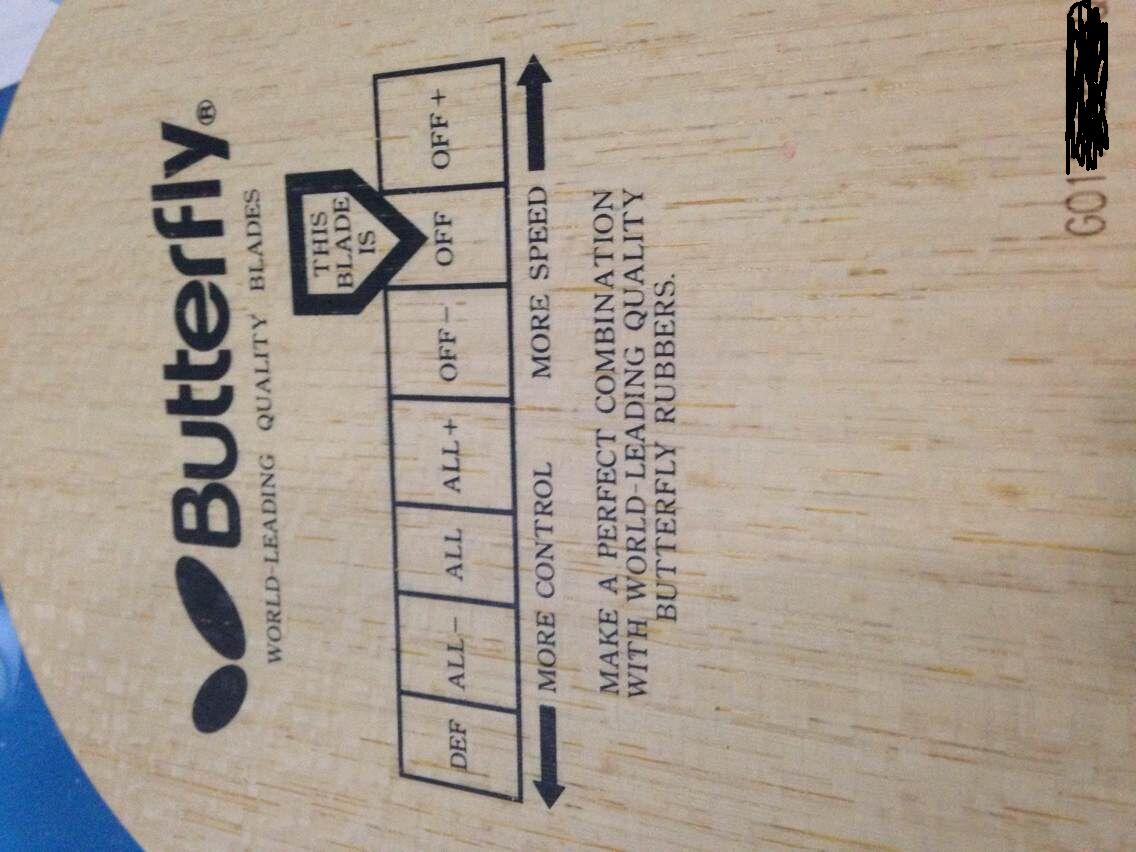 Butterfly®
WORLD-LEADING QUALITY BLADES
THIS
BLADE
IS
DEF ALL− ALL ALL+ OFF− OFF OFF+
MORE CONTROL MORE SPEED
MAKE A PERFECT COMBINATION
WITH WORLD-LEADING QUALITY
BUTTERFLY RUBBERS.
G01